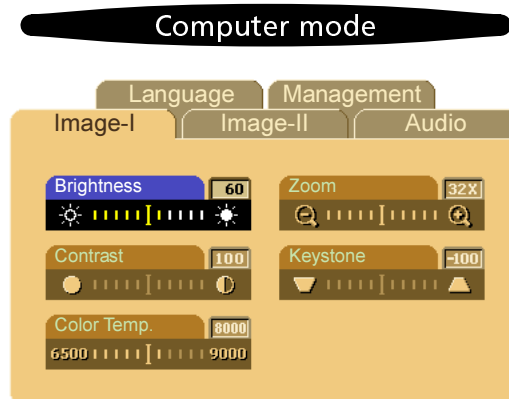 Computer mode
Language Management
Image-I Image-II Audio
Brightness 60
Zoom 32X
Contrast 100
Keystone -100
Color Temp. 8000
6500 9000